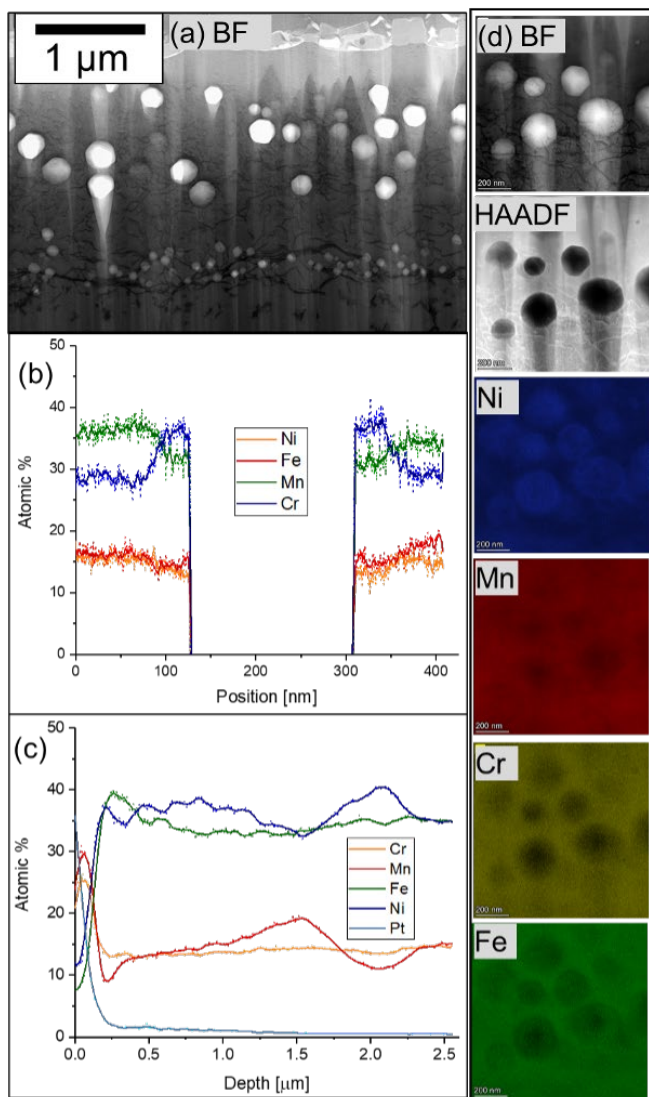 (a) BF
1 μm
(b)
Atomic %
50
40
30
20
10
0
Ni
Fe
Mn
Cr
0
100
200
300
400
Position [nm]
(c)
Atomic %
50
40
30
20
10
0
Cr
Mn
Fe
Ni
Pt
0.0
0.5
1.0
1.5
2.0
2.5
Depth [μm]
(d) BF
200 nm
HAADF
200 nm
Ni
200 nm
Mn
200 nm
Cr
200 nm
Fe
200 nm